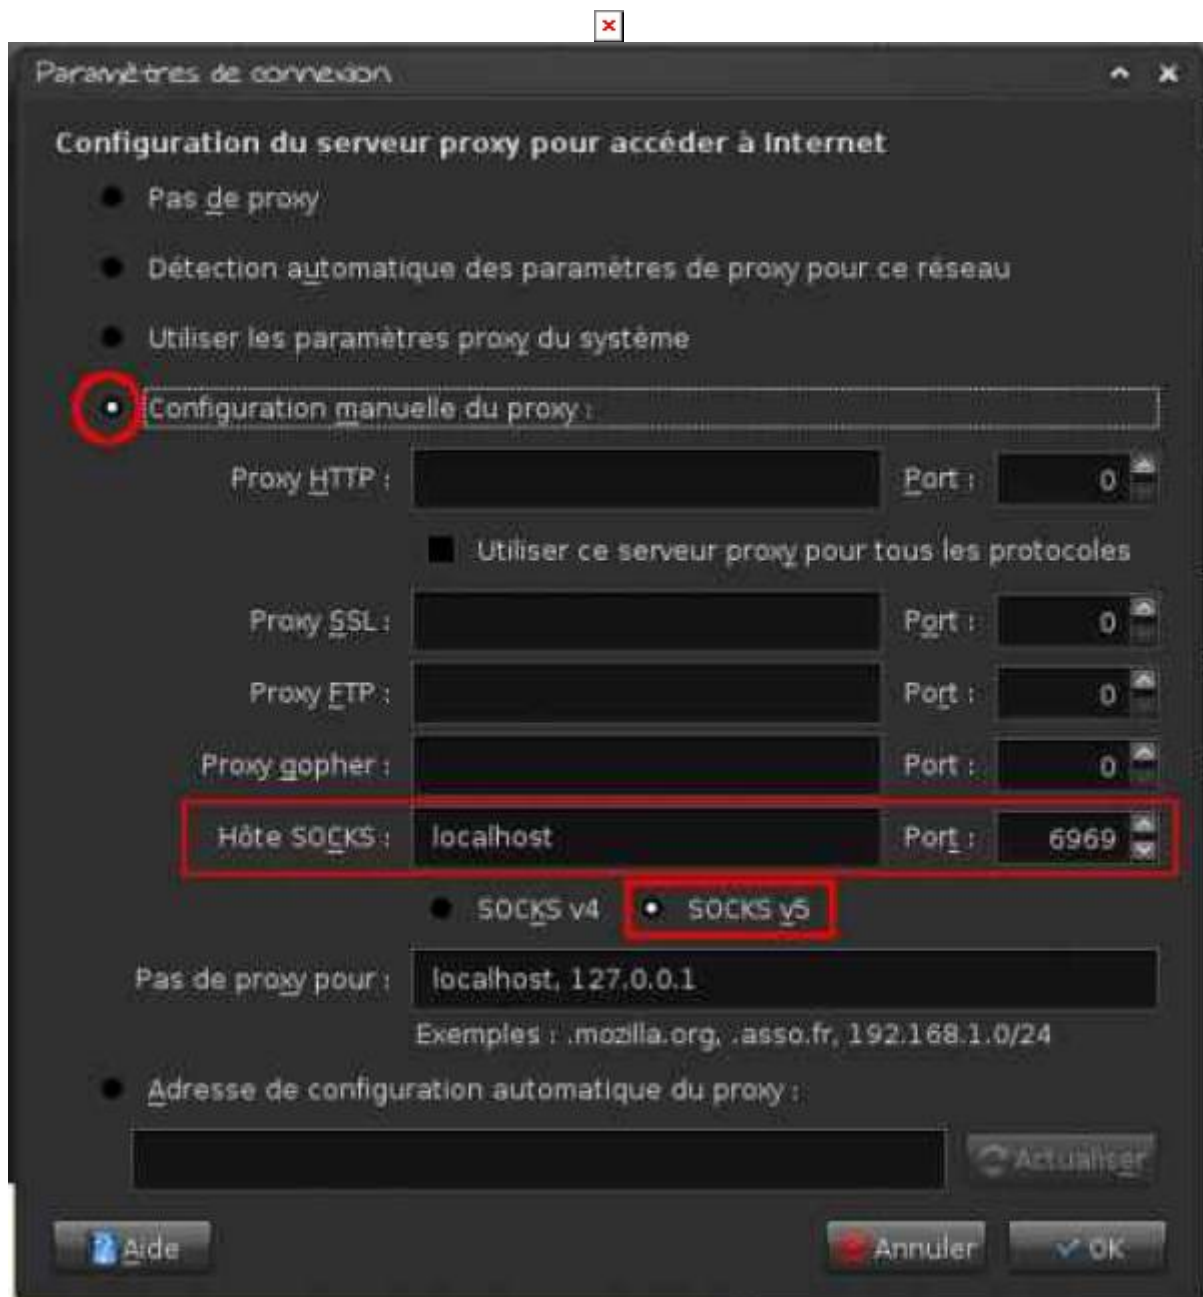 Paramètres de connexion
Configuration du serveur proxy pour accéder à Internet
Pas de proxy
Détection automatique des paramètres de proxy pour ce réseau
Utiliser les paramètres proxy du système
Configuration manuelle du proxy :
Proxy HTTP : Port : 0
Utiliser ce serveur proxy pour tous les protocoles
Proxy SSL : Port : 0
Proxy FTP : Port : 0
Proxy gopher : Port : 0
Hôte SOCKS : localhost Port : 6969
SOCKS v4 SOCKS v5
Pas de proxy pour : localhost, 127.0.0.1
Exemples : .mozilla.org, .asso.fr, 192.168.1.0/24
Adresse de configuration automatique du proxy :
Actualiser
Aide Annuler OK